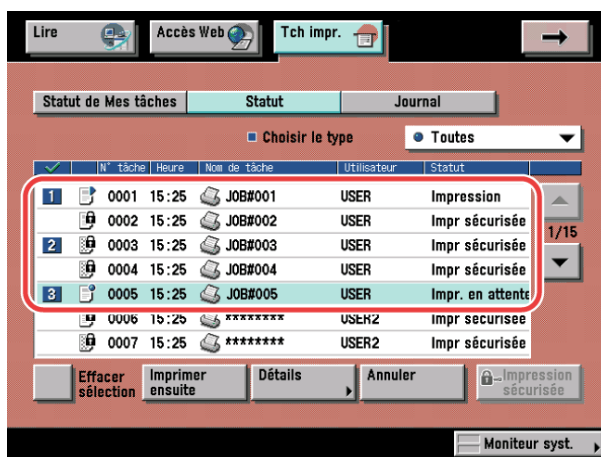 Lire Accès Web Tch impr.
Statut de Mes tâches Statut Journal
Choisir le type Toutes
N° tâche Heure Nom de tâche Utilisateur Statut
1 0001 15:25 JOB#001 USER Impression
0002 15:25 JOB#002 USER Impr sécurisée
1/15
2 0003 15:25 JOB#003 USER Impr sécurisée
0004 15:25 JOB#004 USER Impr sécurisée
3 0005 15:25 JOB#005 USER Impr. en attente
0006 15:25 ******** USER2 Impr sécurisée
0007 15:25 ******** USER2 Impr sécurisée
Effacer sélection Imprimer ensuite Détails Annuler Impression sécurisée
Moniteur syst.